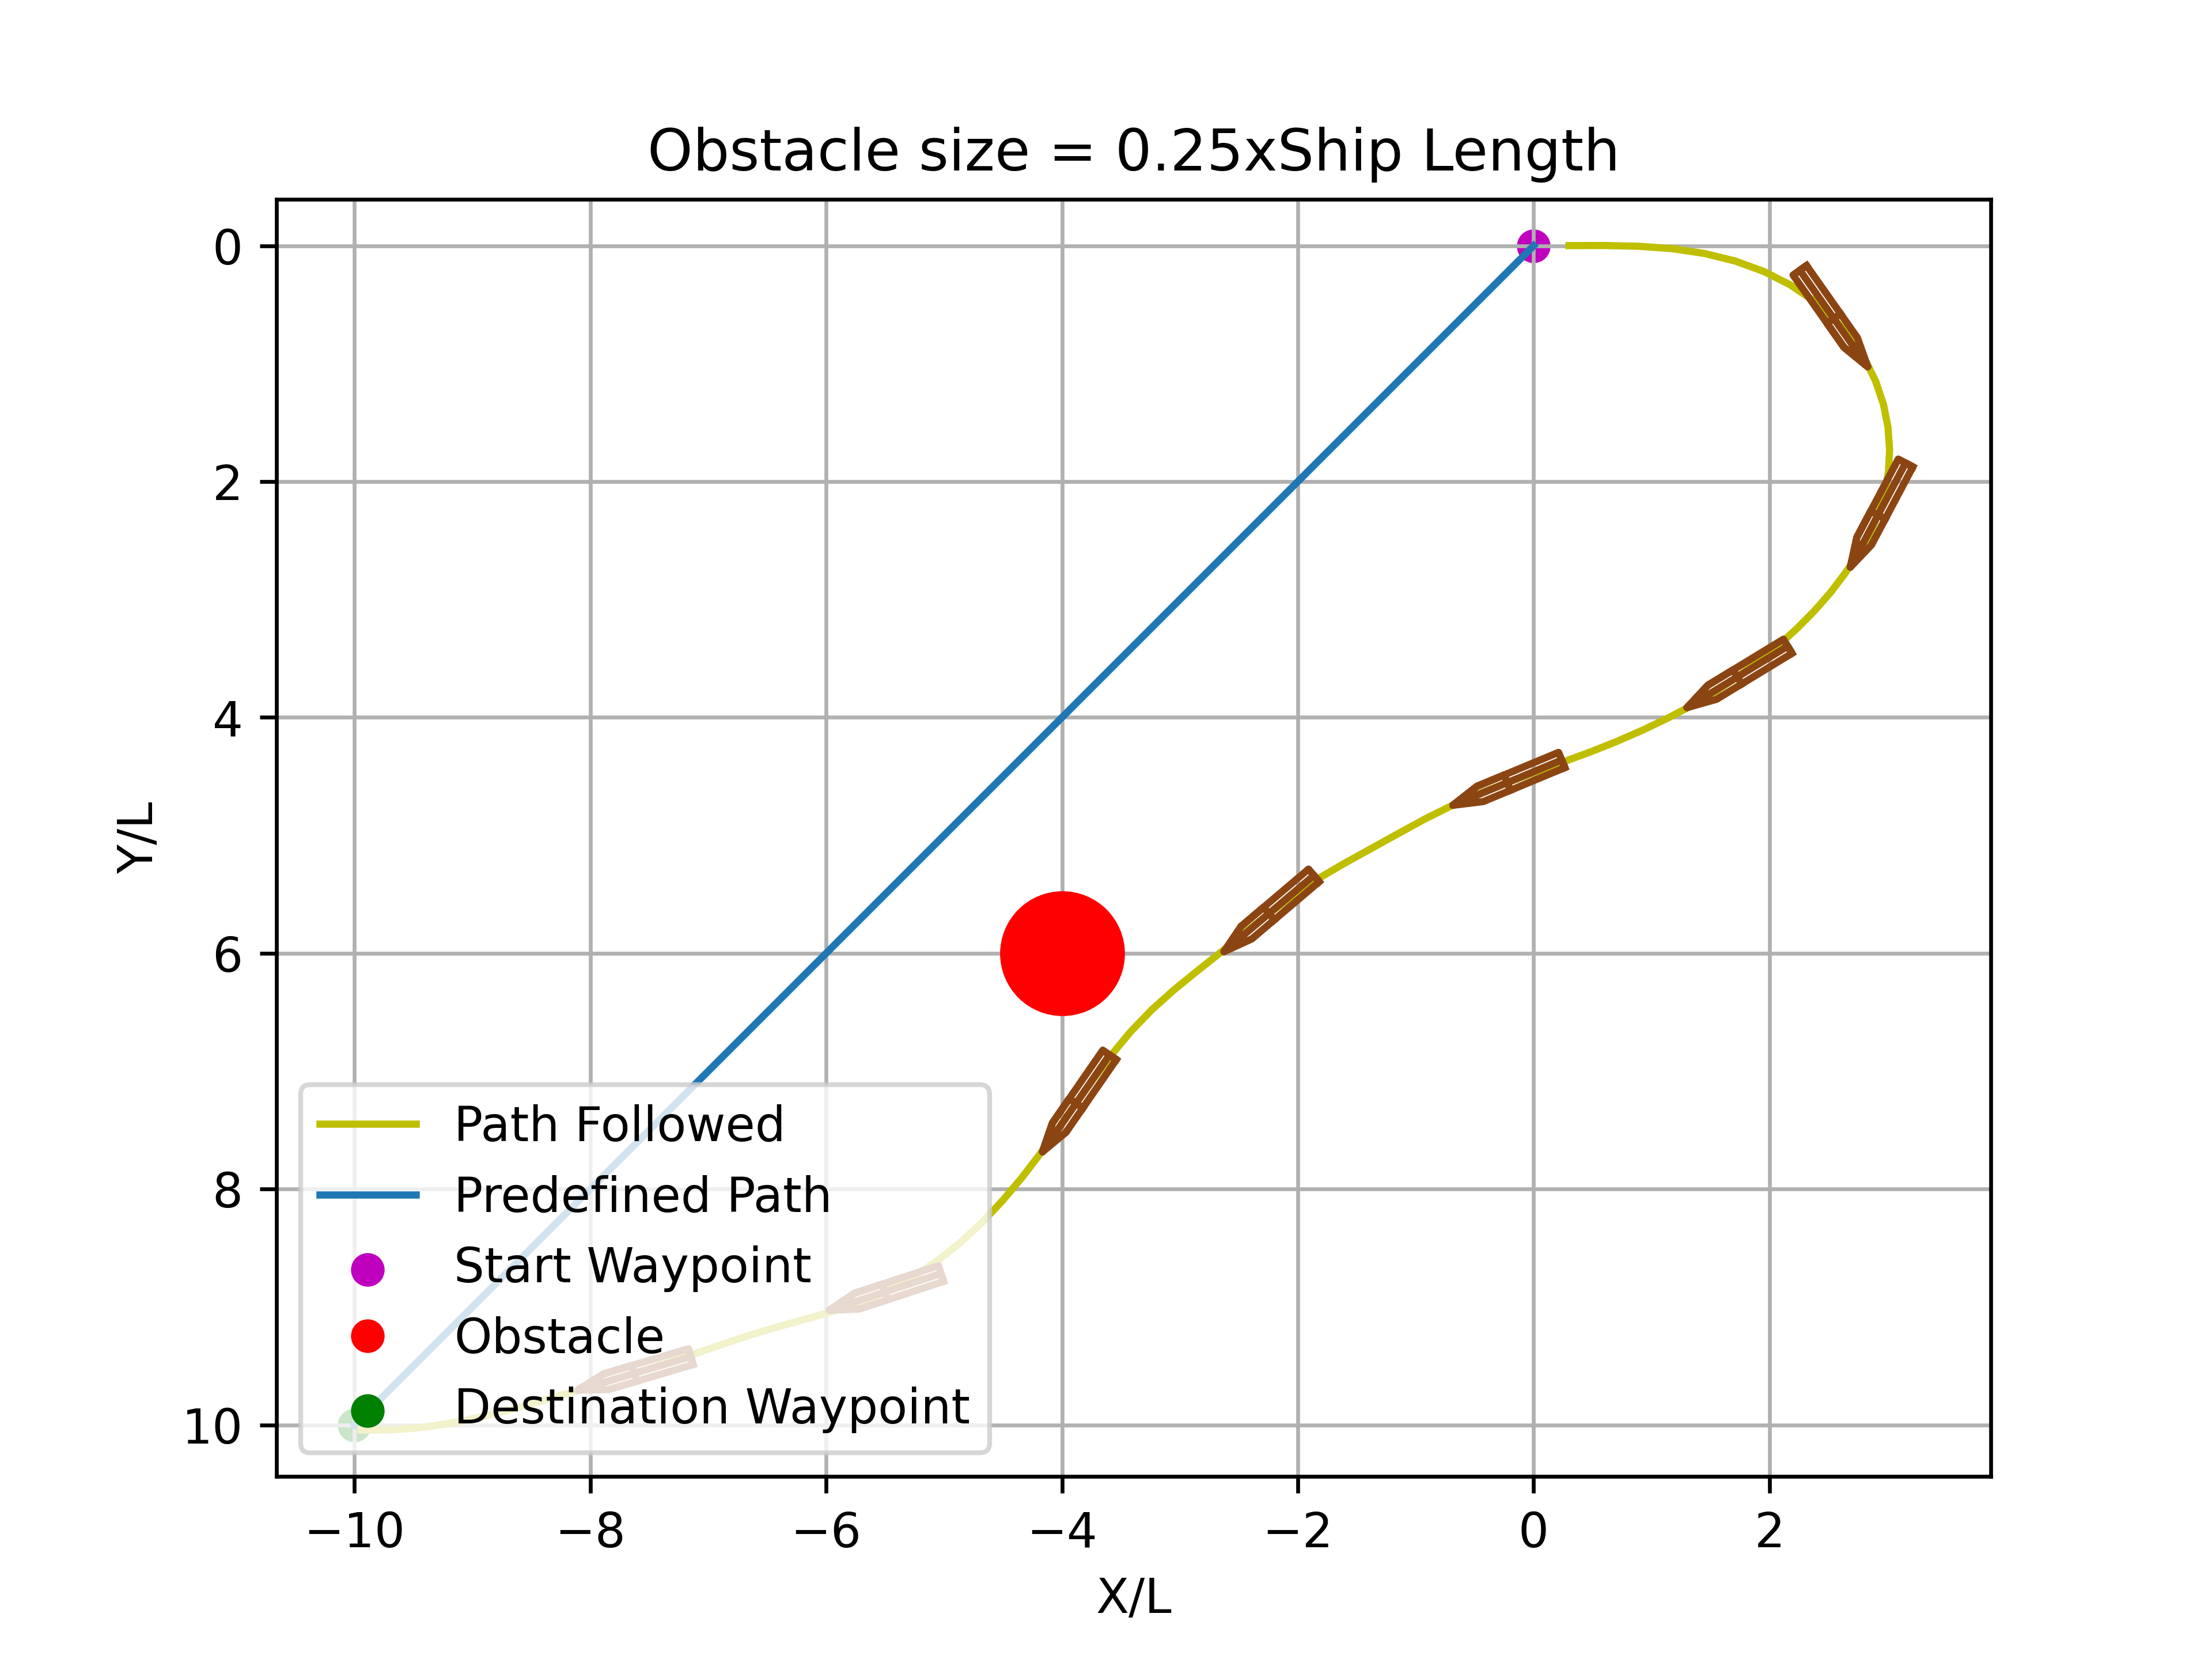 Obstacle size = 0.25xShip Length
0
2
4
6
8
10
Y/L
Path Followed
Predefined Path
Start Waypoint
Obstacle
Destination Waypoint
−10 −8 −6 −4 −2 0 2
X/L